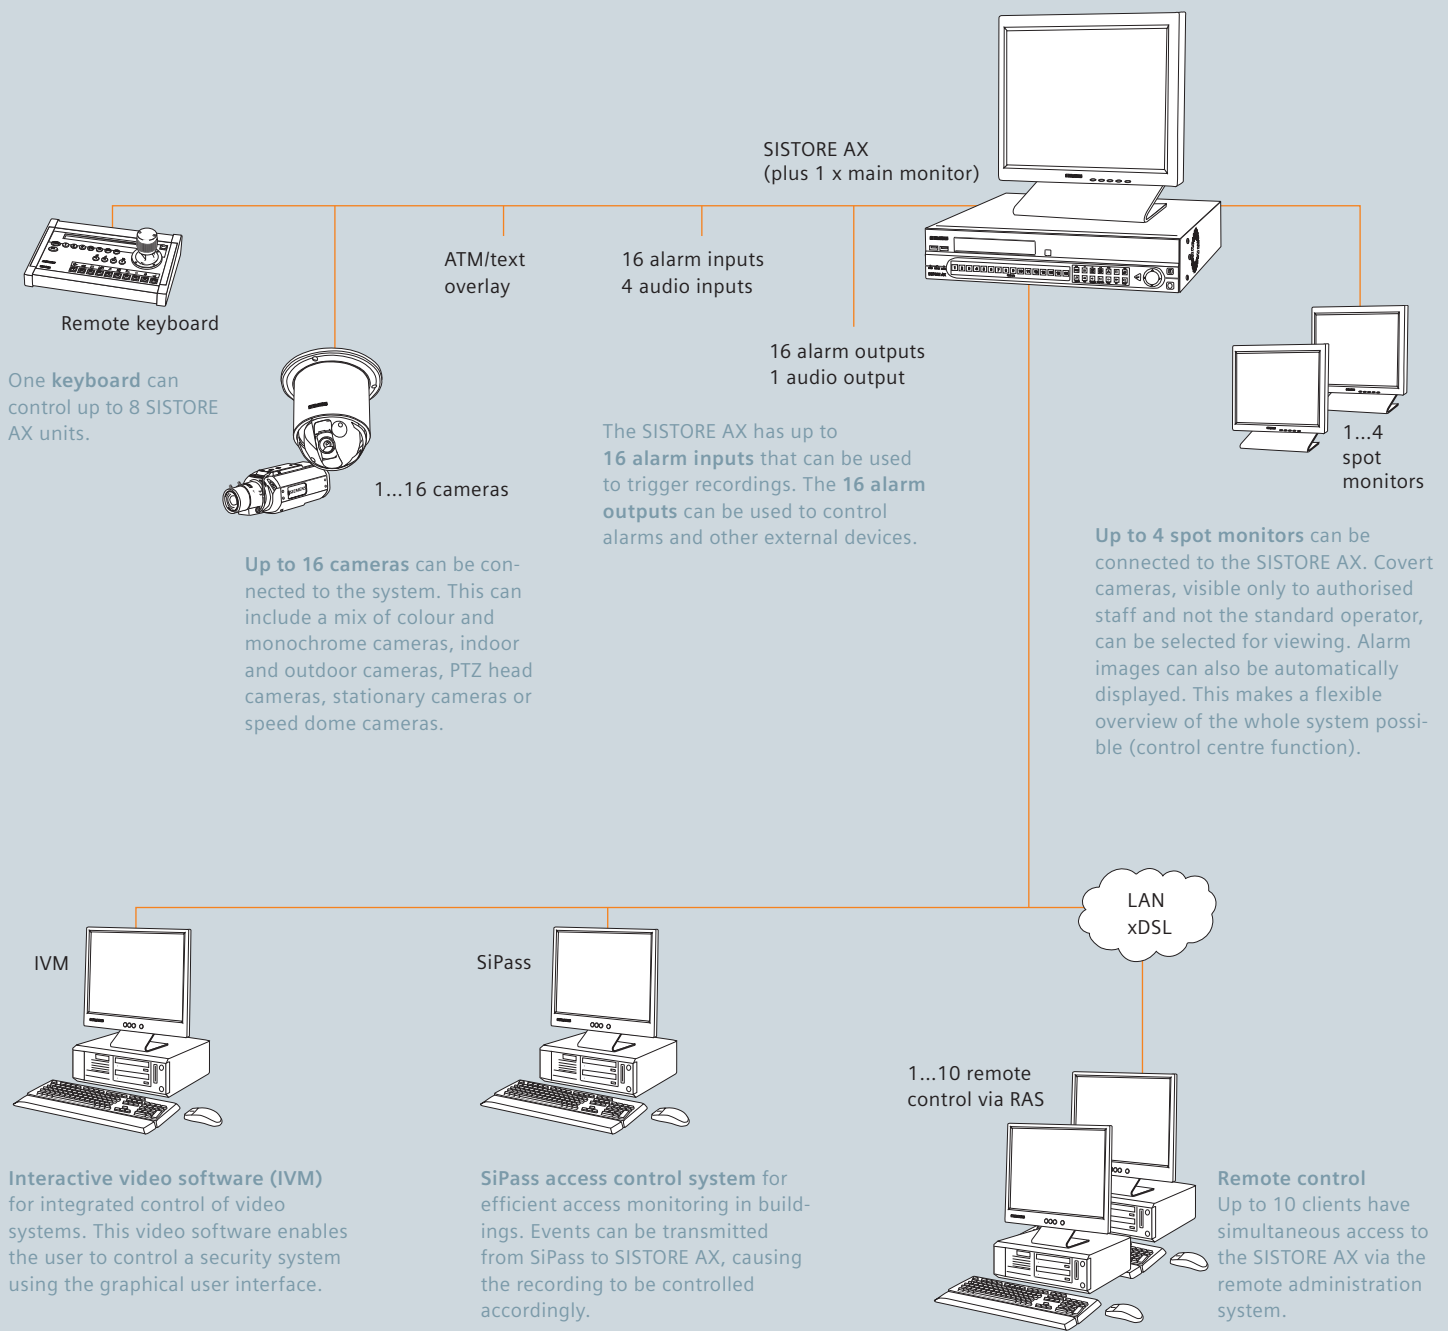 SISTORE AX
(plus 1 x main monitor)
Remote keyboard
One keyboard can
control up to 8 SISTORE
AX units.
ATM/text
overlay
16 alarm inputs
4 audio inputs
16 alarm outputs
1 audio output
1...16 cameras
Up to 16 cameras can be con-
nected to the system. This can
include a mix of colour and
monochrome cameras, indoor
and outdoor cameras, PTZ head
cameras, stationary cameras or
speed dome cameras.
The SISTORE AX has up to
16 alarm inputs that can be used
to trigger recordings. The 16 alarm
outputs can be used to control
alarms and other external devices.
1...4
spot
monitors
Up to 4 spot monitors can be
connected to the SISTORE AX. Covert
cameras, visible only to authorised
staff and not the standard operator,
can be selected for viewing. Alarm
images can also be automatically
displayed. This makes a flexible
overview of the whole system possi-
ble (control centre function).
LAN
xDSL
IVM
SiPass
1...10 remote
control via RAS
Interactive video software (IVM)
for integrated control of video
systems. This video software enables
the user to control a security system
using the graphical user interface.
SiPass access control system for
efficient access monitoring in build-
ings. Events can be transmitted
from SiPass to SISTORE AX, causing
the recording to be controlled
accordingly.
Remote control
Up to 10 clients have
simultaneous access to
the SISTORE AX via the
remote administration
system.